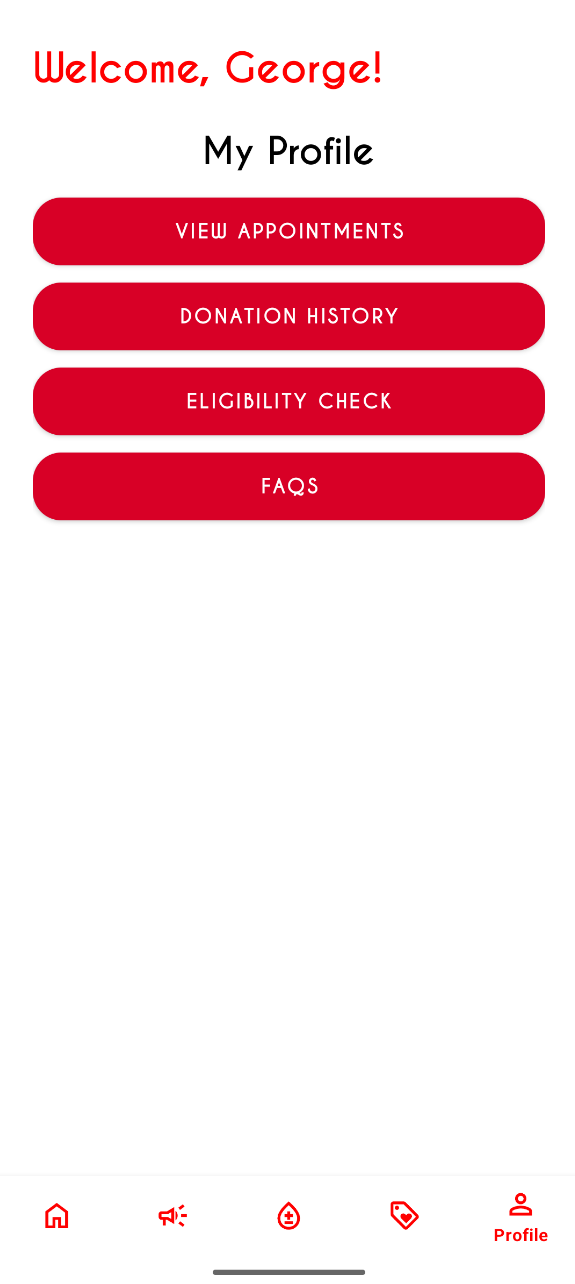 Welcome, George!
My Profile
VIEW APPOINTMENTS
DONATION HISTORY
ELIGIBILITY CHECK
FAQS
Profile